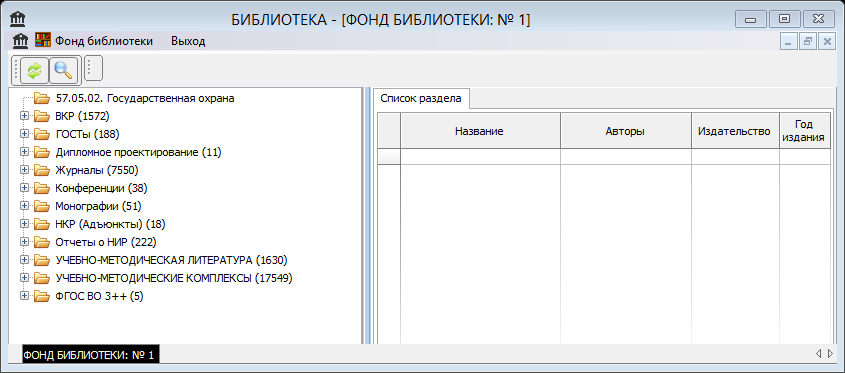 БИБЛИОТЕКА - [ФОНД БИБЛИОТЕКИ: № 1]
Фонд библиотеки Выход
57.05.02. Государственная охрана
ВКР (1572)
ГОСТы (188)
Дипломное проектирование (11)
Журналы (7550)
Конференции (38)
Монографии (51)
НКР (Адъюнкты) (18)
Отчеты о НИР (222)
УЧЕБНО-МЕТОДИЧЕСКАЯ ЛИТЕРАТУРА (1630)
УЧЕБНО-МЕТОДИЧЕСКИЕ КОМПЛЕКСЫ (17549)
ФГОС ВО 3++ (5)
Список раздела
Название Авторы Издательство Год издания
ФОНД БИБЛИОТЕКИ: № 1